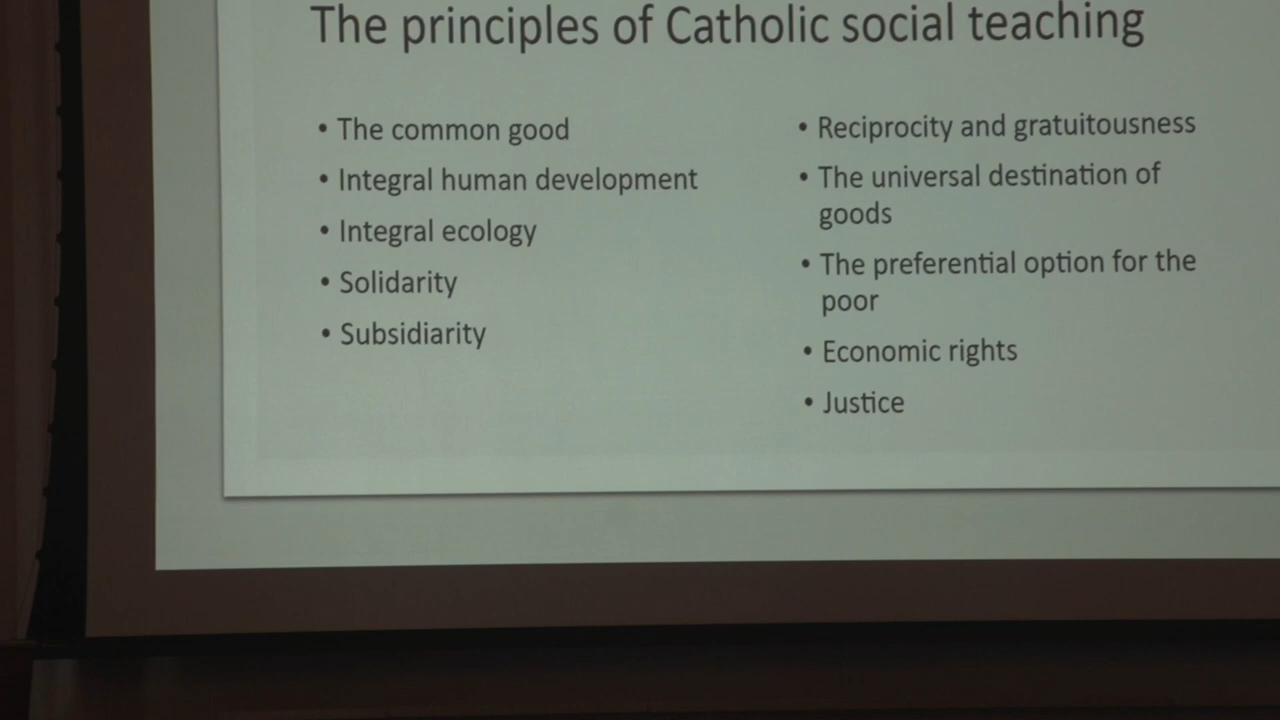 The principles of Catholic social teaching
• The common good
• Integral human development
• Integral ecology
• Solidarity
• Subsidiarity
• Reciprocity and gratuitousness
• The universal destination of
goods
• The preferential option for the
poor
• Economic rights
• Justice